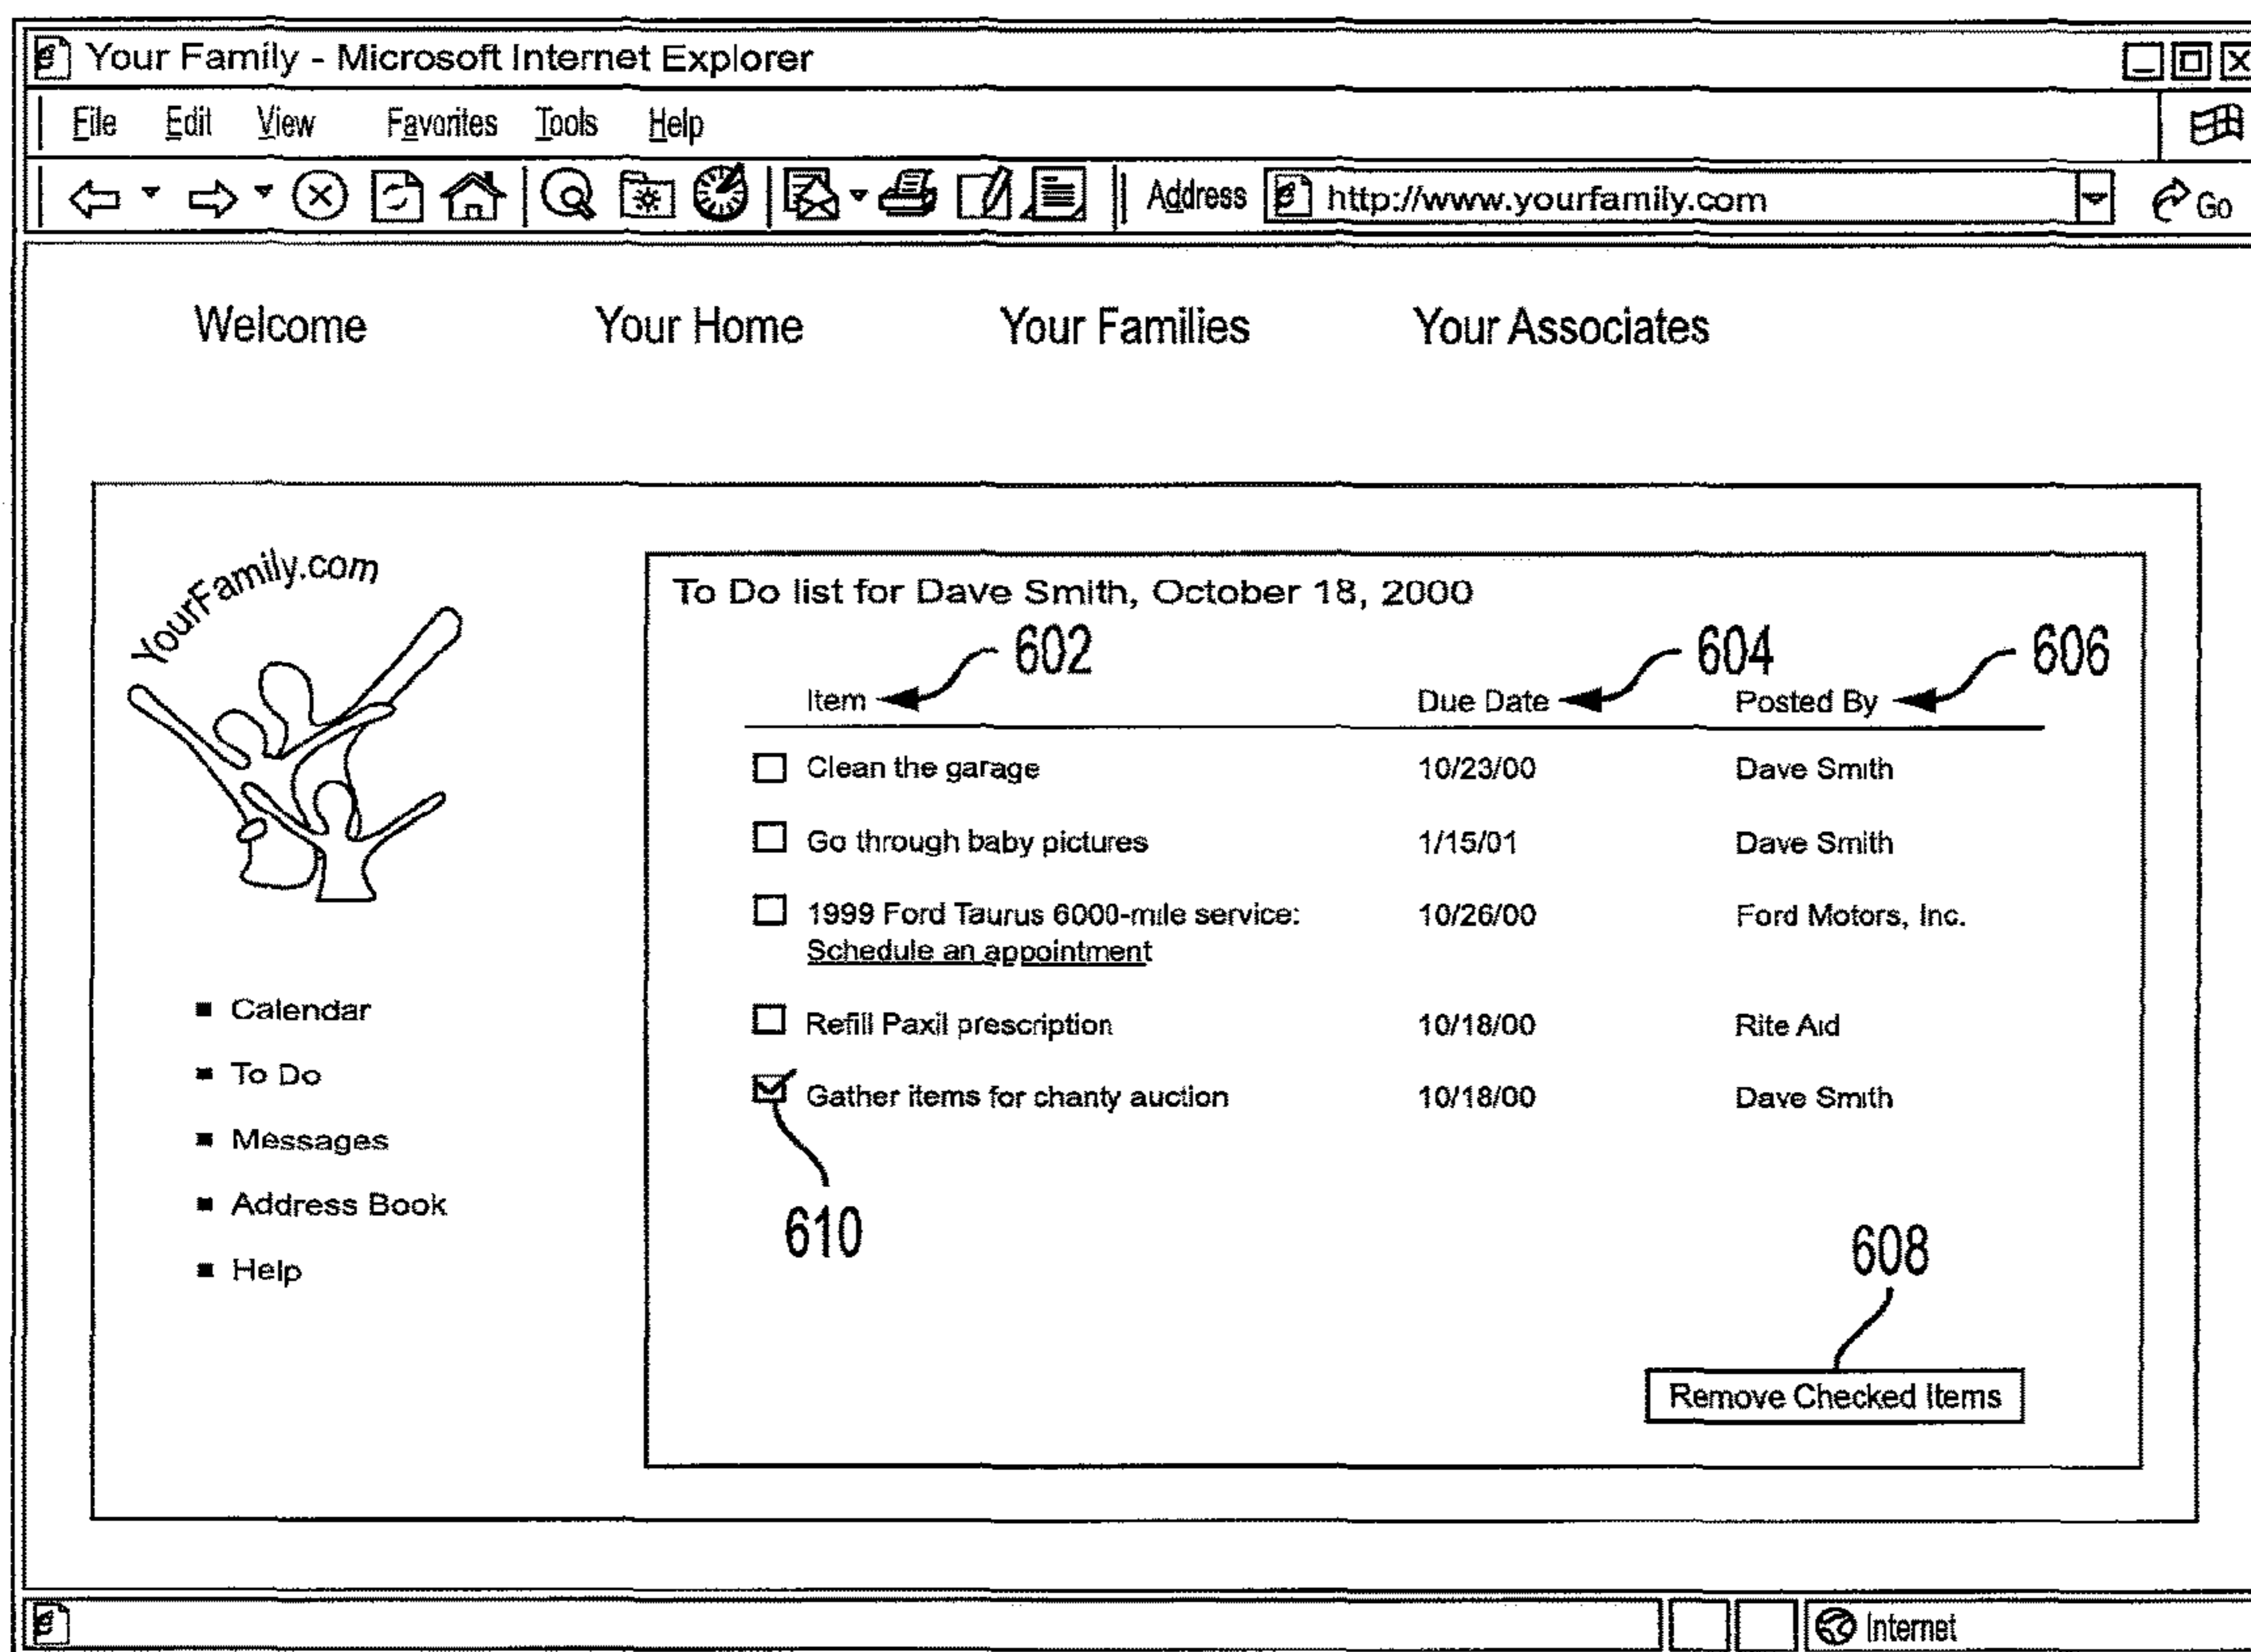 Your Family - Microsoft Internet Explorer
File Edit View Favorites Tools Help
Address http://www.yourfamily.com Go
Welcome Your Home Your Families Your Associates
YourFamily.com
To Do list for Dave Smith, October 18, 2000
602 604 606
Item Due Date Posted By
Clean the garage 10/23/00 Dave Smith
Go through baby pictures 1/15/01 Dave Smith
1999 Ford Taurus 6000-mile service: 10/26/00 Ford Motors, Inc.
Schedule an appointment
Refill Paxil prescription 10/18/00 Rite Aid
Gather items for chanty auction 10/18/00 Dave Smith
610
608
Remove Checked Items
Calendar
To Do
Messages
Address Book
Help
Internet